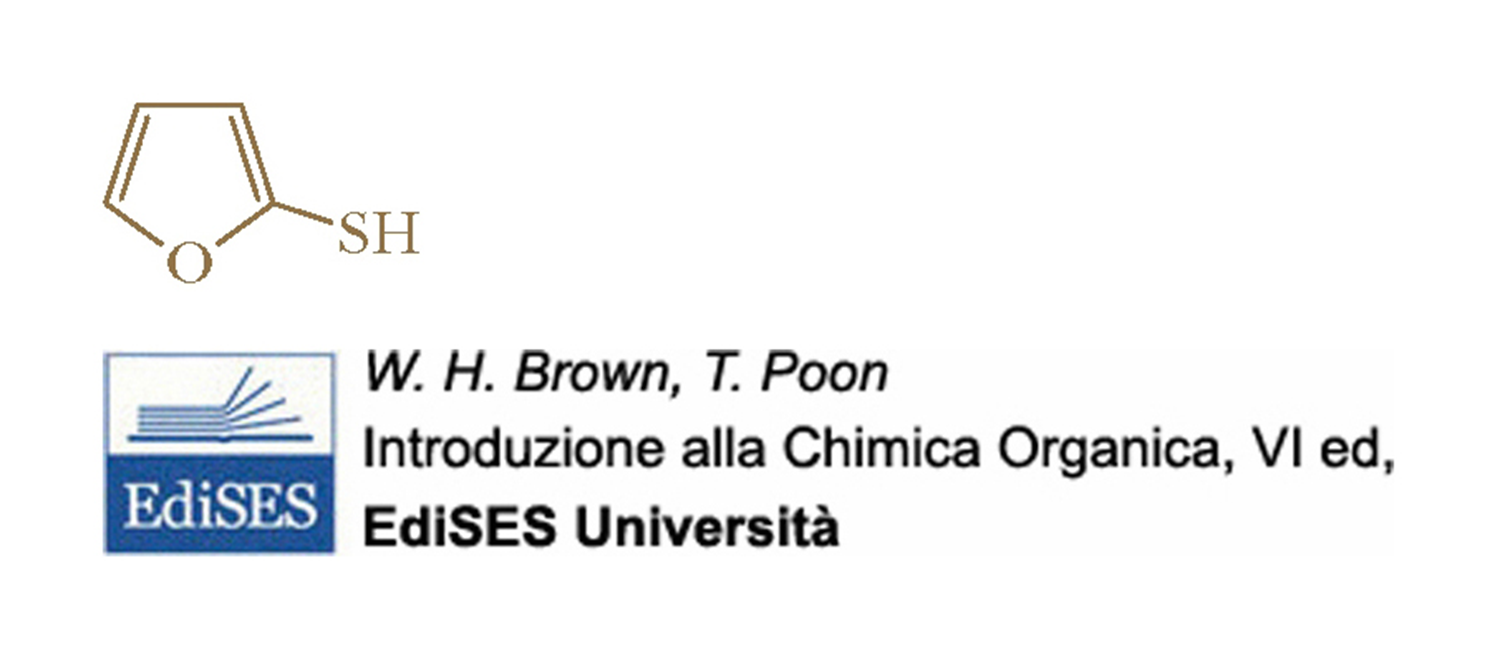 SH
O
EdiSES
W. H. Brown, T. Poon
Introduzione alla Chimica Organica, VI ed,
EdiSES Università